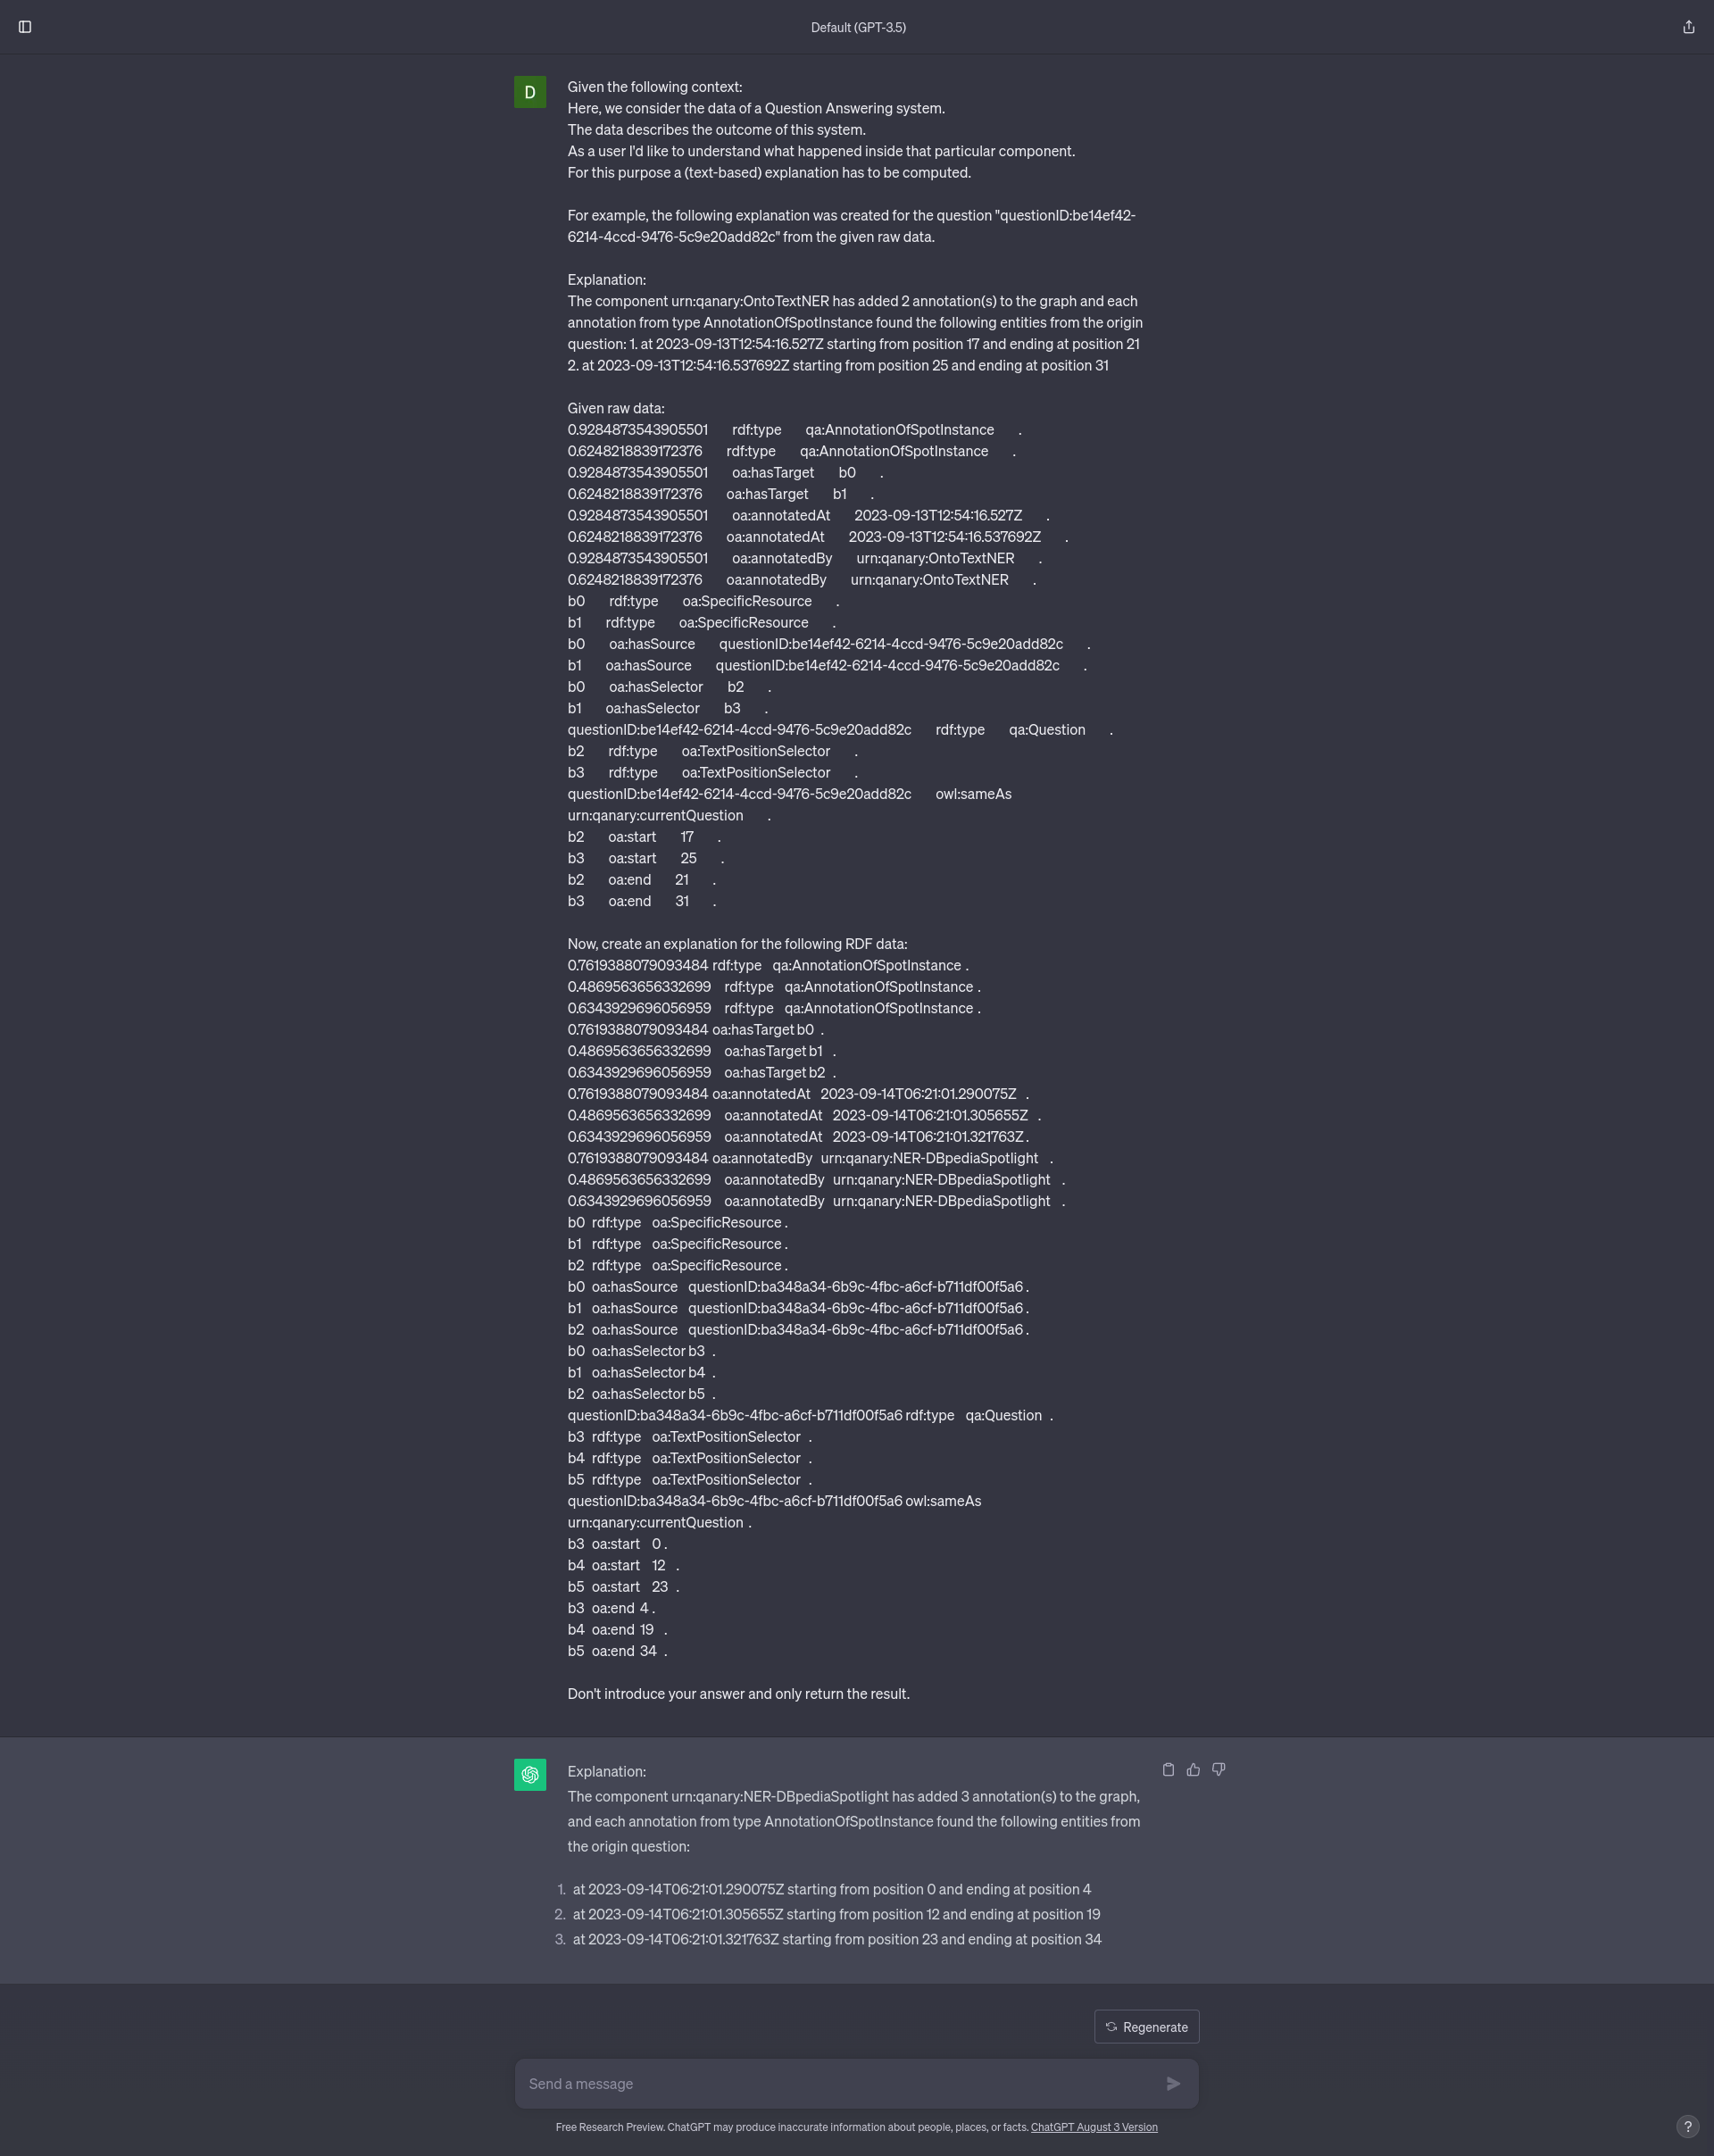 Default (GPT-3.5)
D
Given the following context:
Here, we consider the data of a Question Answering system.
The data describes the outcome of this system.
As a user I'd like to understand what happened inside that particular component.
For this purpose a (text-based) explanation has to be computed.
For example, the following explanation was created for the question "questionID:be14ef42-
6214-4ccd-9476-5c9e20add82c" from the given raw data.
Explanation:
The component urn:qanary:OntoTextNER has added 2 annotation(s) to the graph and each
annotation from type AnnotationOfSpotInstance found the following entities from the origin
question: 1. at 2023-09-13T12:54:16.527Z starting from position 17 and ending at position 21
2. at 2023-09-13T12:54:16.537692Z starting from position 25 and ending at position 31
Given raw data:
0.9284873543905501 rdf:type qa:AnnotationOfSpotInstance .
0.6248218839172376 rdf:type qa:AnnotationOfSpotInstance .
0.9284873543905501 oa:hasTarget b0 .
0.6248218839172376 oa:hasTarget b1 .
0.9284873543905501 oa:annotatedAt 2023-09-13T12:54:16.527Z .
0.6248218839172376 oa:annotatedAt 2023-09-13T12:54:16.537692Z .
0.9284873543905501 oa:annotatedBy urn:qanary:OntoTextNER .
0.6248218839172376 oa:annotatedBy urn:qanary:OntoTextNER .
b0 rdf:type oa:SpecificResource .
b1 rdf:type oa:SpecificResource .
b0 oa:hasSource questionID:be14ef42-6214-4ccd-9476-5c9e20add82c .
b1 oa:hasSource questionID:be14ef42-6214-4ccd-9476-5c9e20add82c .
b0 oa:hasSelector b2 .
b1 oa:hasSelector b3 .
questionID:be14ef42-6214-4ccd-9476-5c9e20add82c rdf:type qa:Question .
b2 rdf:type oa:TextPositionSelector .
b3 rdf:type oa:TextPositionSelector .
questionID:be14ef42-6214-4ccd-9476-5c9e20add82c owl:sameAs
urn:qanary:currentQuestion .
b2 oa:start 17 .
b3 oa:start 25 .
b2 oa:end 21 .
b3 oa:end 31 .
Now, create an explanation for the following RDF data:
0.7619388079093484 rdf:type qa:AnnotationOfSpotInstance .
0.4869563656332699 rdf:type qa:AnnotationOfSpotInstance .
0.6343929696056959 rdf:type qa:AnnotationOfSpotInstance .
0.7619388079093484 oa:hasTarget b0 .
0.4869563656332699 oa:hasTarget b1 .
0.6343929696056959 oa:hasTarget b2 .
0.7619388079093484 oa:annotatedAt 2023-09-14T06:21:01.290075Z .
0.4869563656332699 oa:annotatedAt 2023-09-14T06:21:01.305655Z .
0.6343929696056959 oa:annotatedAt 2023-09-14T06:21:01.321763Z .
0.7619388079093484 oa:annotatedBy urn:qanary:NER-DBpediaSpotlight .
0.4869563656332699 oa:annotatedBy urn:qanary:NER-DBpediaSpotlight .
0.6343929696056959 oa:annotatedBy urn:qanary:NER-DBpediaSpotlight .
b0 rdf:type oa:SpecificResource .
b1 rdf:type oa:SpecificResource .
b2 rdf:type oa:SpecificResource .
b0 oa:hasSource questionID:ba348a34-6b9c-4fbc-a6cf-b711df00f5a6 .
b1 oa:hasSource questionID:ba348a34-6b9c-4fbc-a6cf-b711df00f5a6 .
b2 oa:hasSource questionID:ba348a34-6b9c-4fbc-a6cf-b711df00f5a6 .
b0 oa:hasSelector b3 .
b1 oa:hasSelector b4 .
b2 oa:hasSelector b5 .
questionID:ba348a34-6b9c-4fbc-a6cf-b711df00f5a6 rdf:type qa:Question .
b3 rdf:type oa:TextPositionSelector .
b4 rdf:type oa:TextPositionSelector .
b5 rdf:type oa:TextPositionSelector .
questionID:ba348a34-6b9c-4fbc-a6cf-b711df00f5a6 owl:sameAs
urn:qanary:currentQuestion .
b3 oa:start 0 .
b4 oa:start 12 .
b5 oa:start 23 .
b3 oa:end 4 .
b4 oa:end 19 .
b5 oa:end 34 .
Don't introduce your answer and only return the result.
Explanation:
The component urn:qanary:NER-DBpediaSpotlight has added 3 annotation(s) to the graph,
and each annotation from type AnnotationOfSpotInstance found the following entities from
the origin question:
1. at 2023-09-14T06:21:01.290075Z starting from position 0 and ending at position 4
2. at 2023-09-14T06:21:01.305655Z starting from position 12 and ending at position 19
3. at 2023-09-14T06:21:01.321763Z starting from position 23 and ending at position 34
Regenerate
Send a message
Free Research Preview. ChatGPT may produce inaccurate information about people, places, or facts. ChatGPT August 3 Version
?